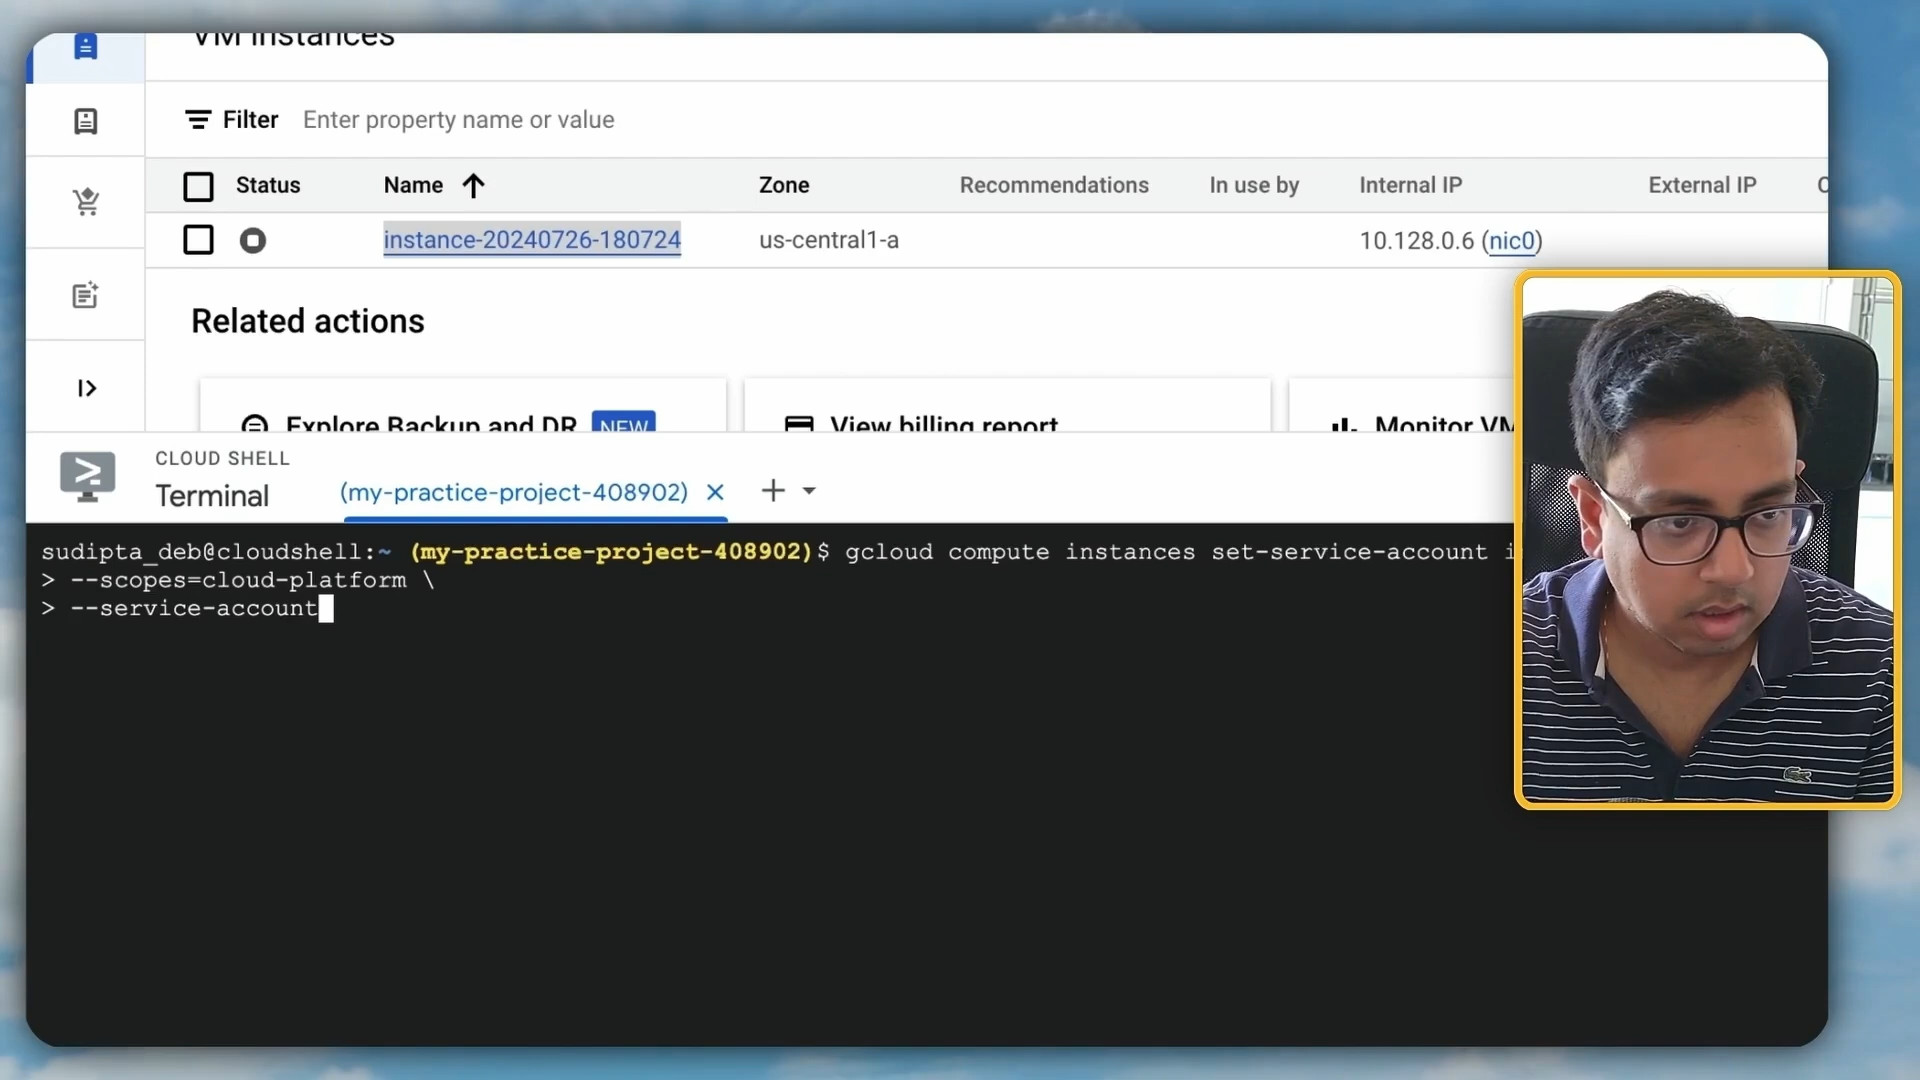 VM Instances
Filter Enter property name or value
Status Name Zone Recommendations In use by Internal IP External IP
instance-20240726-180724 us-central1-a 10.128.0.6 (nic0)
Related actions
Explore Backup and DR NEW View billing report Monitor VM
CLOUD SHELL
Terminal (my-practice-project-408902)
sudipta_deb@cloudshell:~ (my-practice-project-408902)$ gcloud compute instances set-service-account i
> --scopes=cloud-platform \
> --service-account